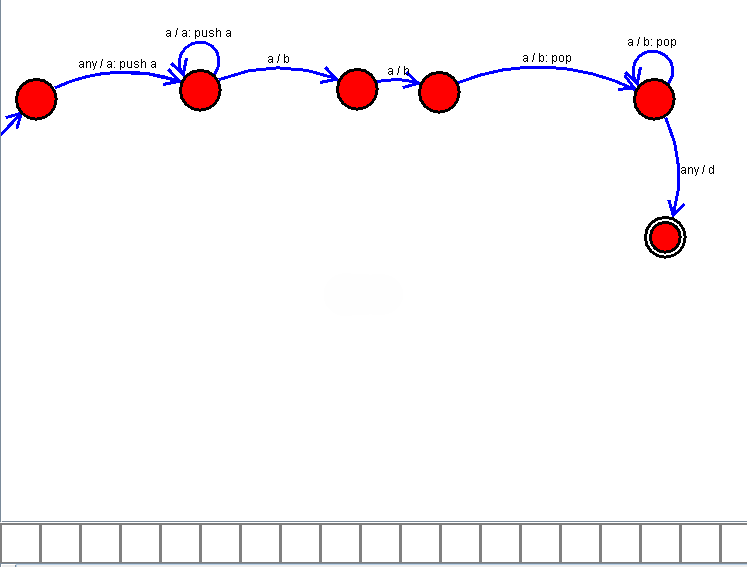 a / a: push a
any / a: push a
a / b
a / b
a / b: pop
a / b: pop
any / d